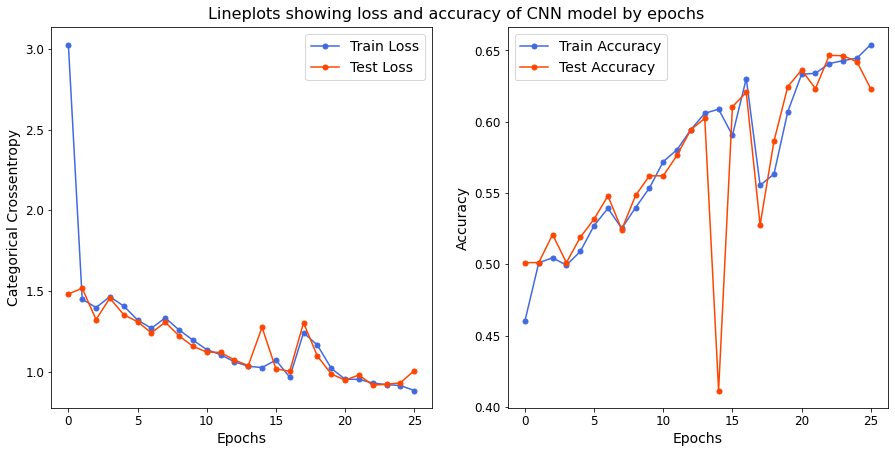 Lineplots showing loss and accuracy of CNN model by epochs
Categorical Crossentropy
3.0
2.5
2.0
1.5
1.0
Train Loss
Test Loss
0 5 10 15 20 25
Epochs
Accuracy
0.65
0.60
0.55
0.50
0.45
0.40
Train Accuracy
Test Accuracy
0 5 10 15 20 25
Epochs